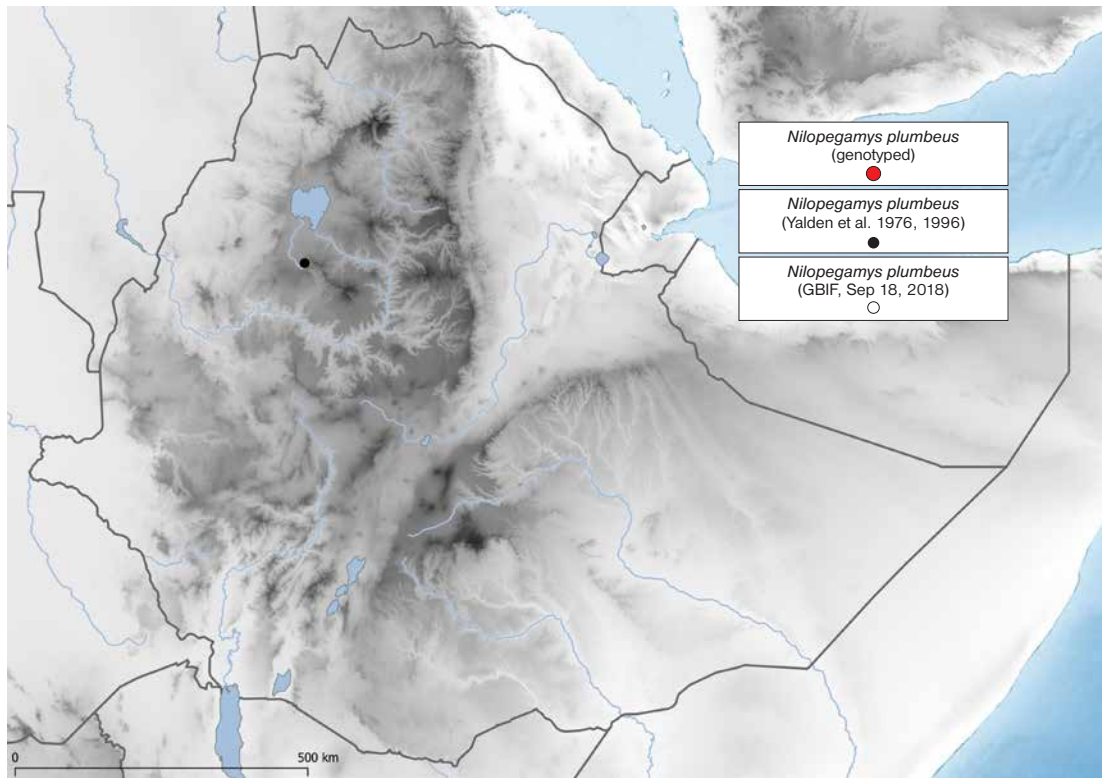 Nilopegamys plumbeus
(genotyped)
Nilopegamys plumbeus
(Yalden et al. 1976, 1996)
Nilopegamys plumbeus
(GBIF, Sep 18, 2018)
0
500 km